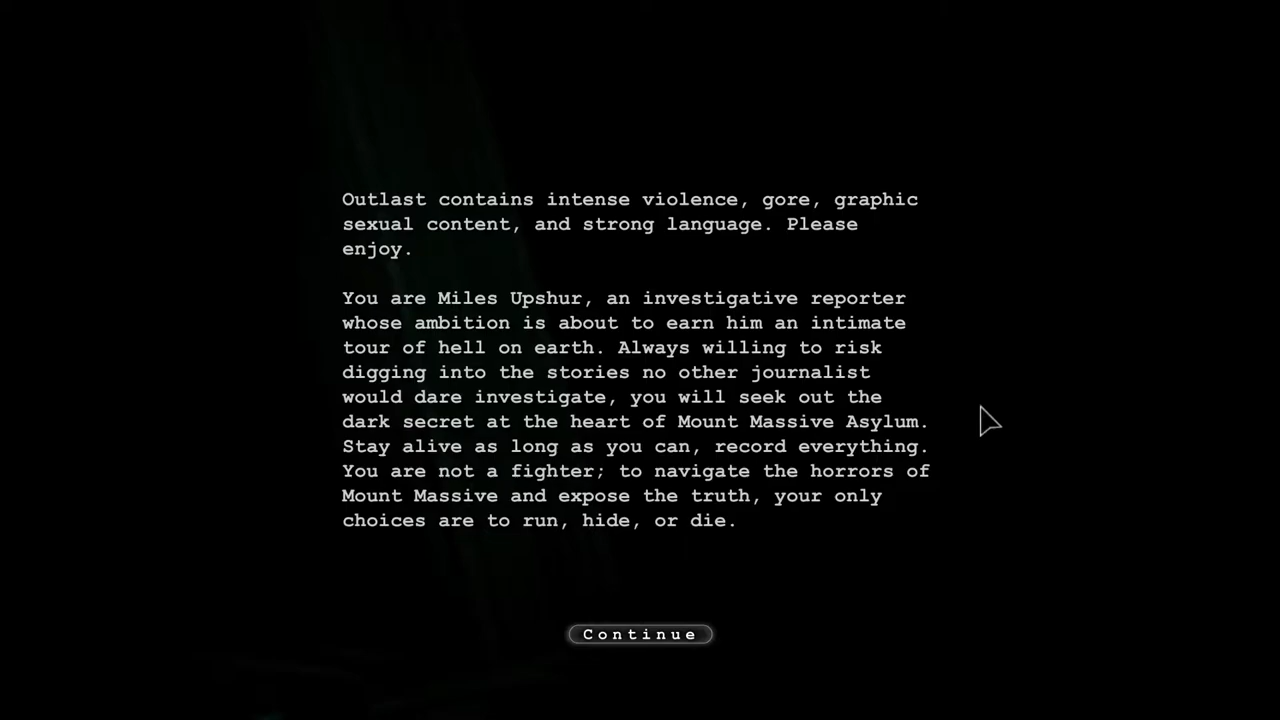 Outlast contains intense violence, gore, graphic
sexual content, and strong language. Please
enjoy.
You are Miles Upshur, an investigative reporter
whose ambition is about to earn him an intimate
tour of hell on earth. Always willing to risk
digging into the stories no other journalist
would dare investigate, you will seek out the
dark secret at the heart of Mount Massive Asylum.
Stay alive as long as you can, record everything.
You are not a fighter; to navigate the horrors of
Mount Massive and expose the truth, your only
choices are to run, hide, or die.
Continue